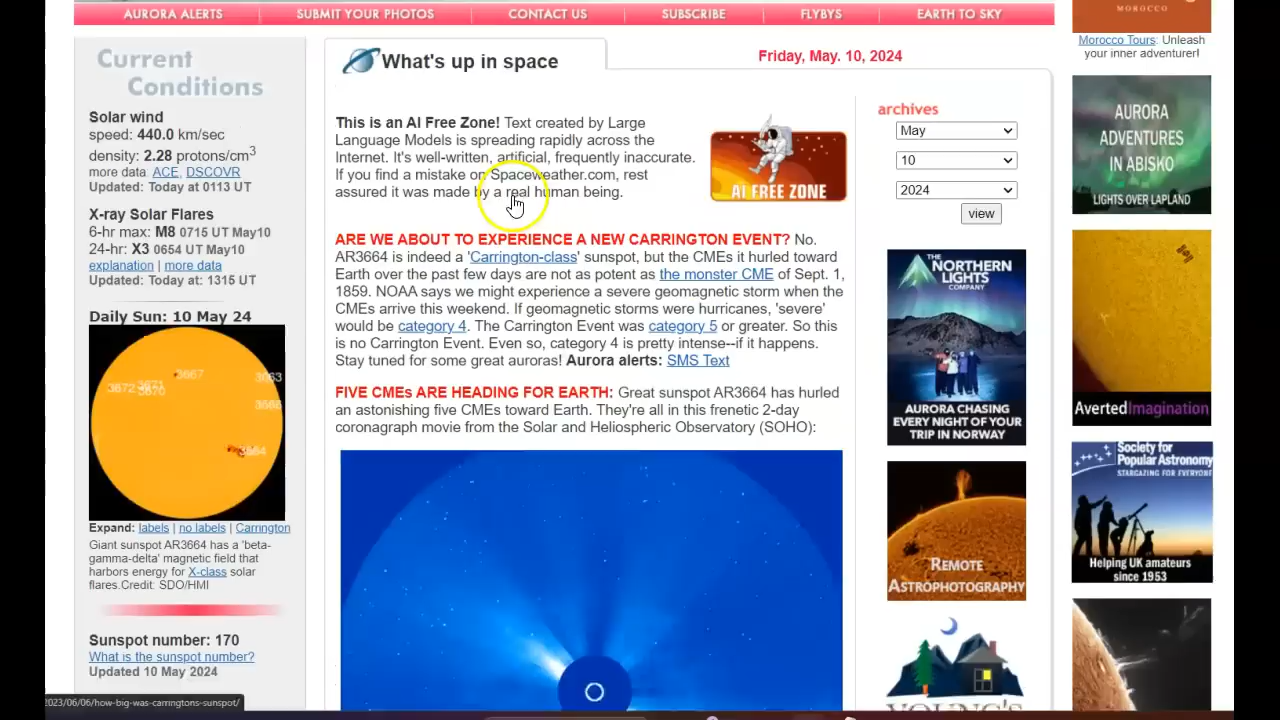 AURORA ALERTS
SUBMIT YOUR PHOTOS
CONTACT US
SUBSCRIBE
FLYBYS
EARTH TO SKY
Current
Conditions
Solar wind
speed: 440.0 km/sec
density: 2.28 protons/cm3
more data: ACE, DSCOVR
Updated: Today at 0113 UT
X-ray Solar Flares
6-hr max: M8 0715 UT May10
24-hr: X3 0654 UT May10
explanation | more data
Updated: Today at: 1315 UT
Daily Sun: 10 May 24
3667
3663
3672
3671
3670
3664
Expand: labels | no labels | Carrington
Giant sunspot AR3664 has a 'beta-
gamma-delta' magnetic field that
harbors energy for X-class solar
flares.Credit: SDO/HMI
Sunspot number: 170
What is the sunspot number?
Updated 10 May 2024
2023/06/06/how-big-was-carringtons-sunspot/
What's up in space
Friday, May. 10, 2024
This is an AI Free Zone! Text created by Large
Language Models is spreading rapidly across the
Internet. It's well-written, artificial, frequently inaccurate.
If you find a mistake on Spaceweather.com, rest
assured it was made by a real human being.
AI FREE ZONE
ARE WE ABOUT TO EXPERIENCE A NEW CARRINGTON EVENT? No.
AR3664 is indeed a 'Carrington-class' sunspot, but the CMEs it hurled toward
Earth over the past few days are not as potent as the monster CME of Sept. 1,
1859. NOAA says we might experience a severe geomagnetic storm when the
CMEs arrive this weekend. If geomagnetic storms were hurricanes, 'severe'
would be category 4. The Carrington Event was category 5 or greater. So this
is no Carrington Event. Even so, category 4 is pretty intense--if it happens.
Stay tuned for some great auroras! Aurora alerts: SMS Text
FIVE CMEs ARE HEADING FOR EARTH: Great sunspot AR3664 has hurled
an astonishing five CMEs toward Earth. They're all in this frenetic 2-day
coronagraph movie from the Solar and Heliospheric Observatory (SOHO):
archives
May
10
2024
view
THE
NORTHERN
LIGHTS
COMPANY
AURORA CHASING
EVERY NIGHT OF YOUR
TRIP IN NORWAY
REMOTE
ASTROPHOTOGRAPHY
YOUNG'S
MOROCCO
Morocco Tours: Unleash
your inner adventurer!
AURORA
ADVENTURES
IN ABISKO
LIGHTS OVER LAPLAND
AvertedImagination
Society for
Popular Astronomy
STARGAZING FOR EVERYONE
Helping UK amateurs
since 1953